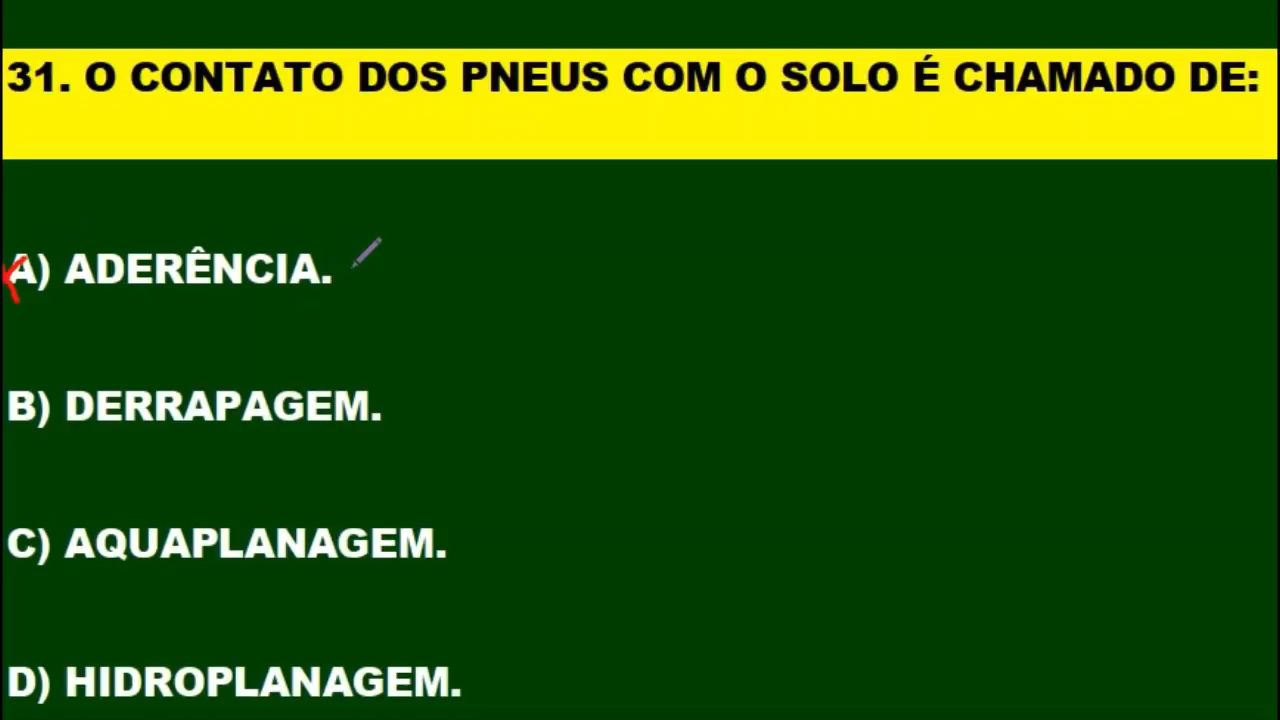 31. O CONTATO DOS PNEUS COM O SOLO É CHAMADO DE:
A) ADERÊNCIA.
B) DERRAPAGEM.
C) AQUAPLANAGEM.
D) HIDROPLANAGEM.